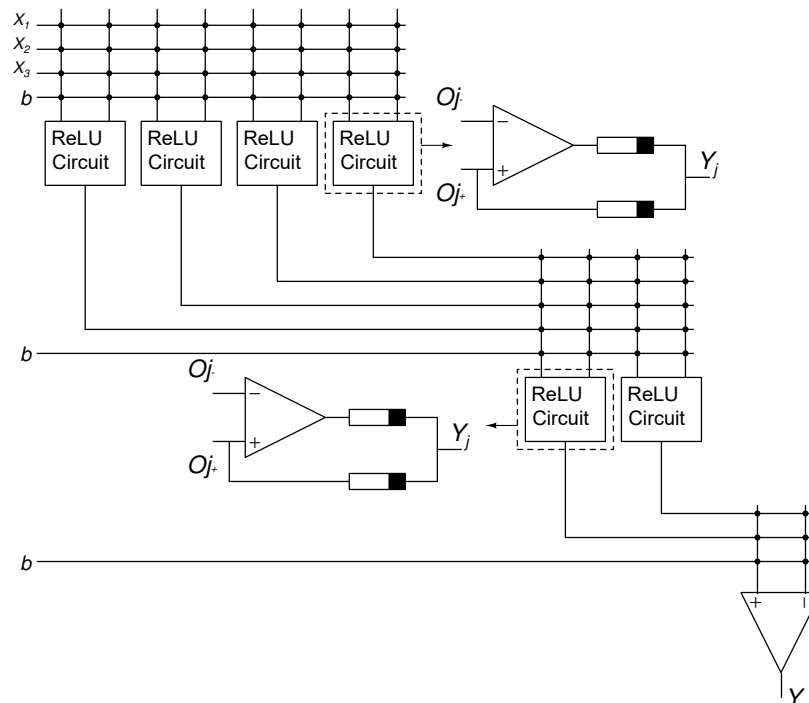 X₁
X₂
X₃
b
ReLU
Circuit
ReLU
Circuit
ReLU
Circuit
ReLU
Circuit
Oj-
−
+
Oj+
Yj
b
Oj-
−
+
Oj+
Yj
ReLU
Circuit
ReLU
Circuit
b
+ −
Y